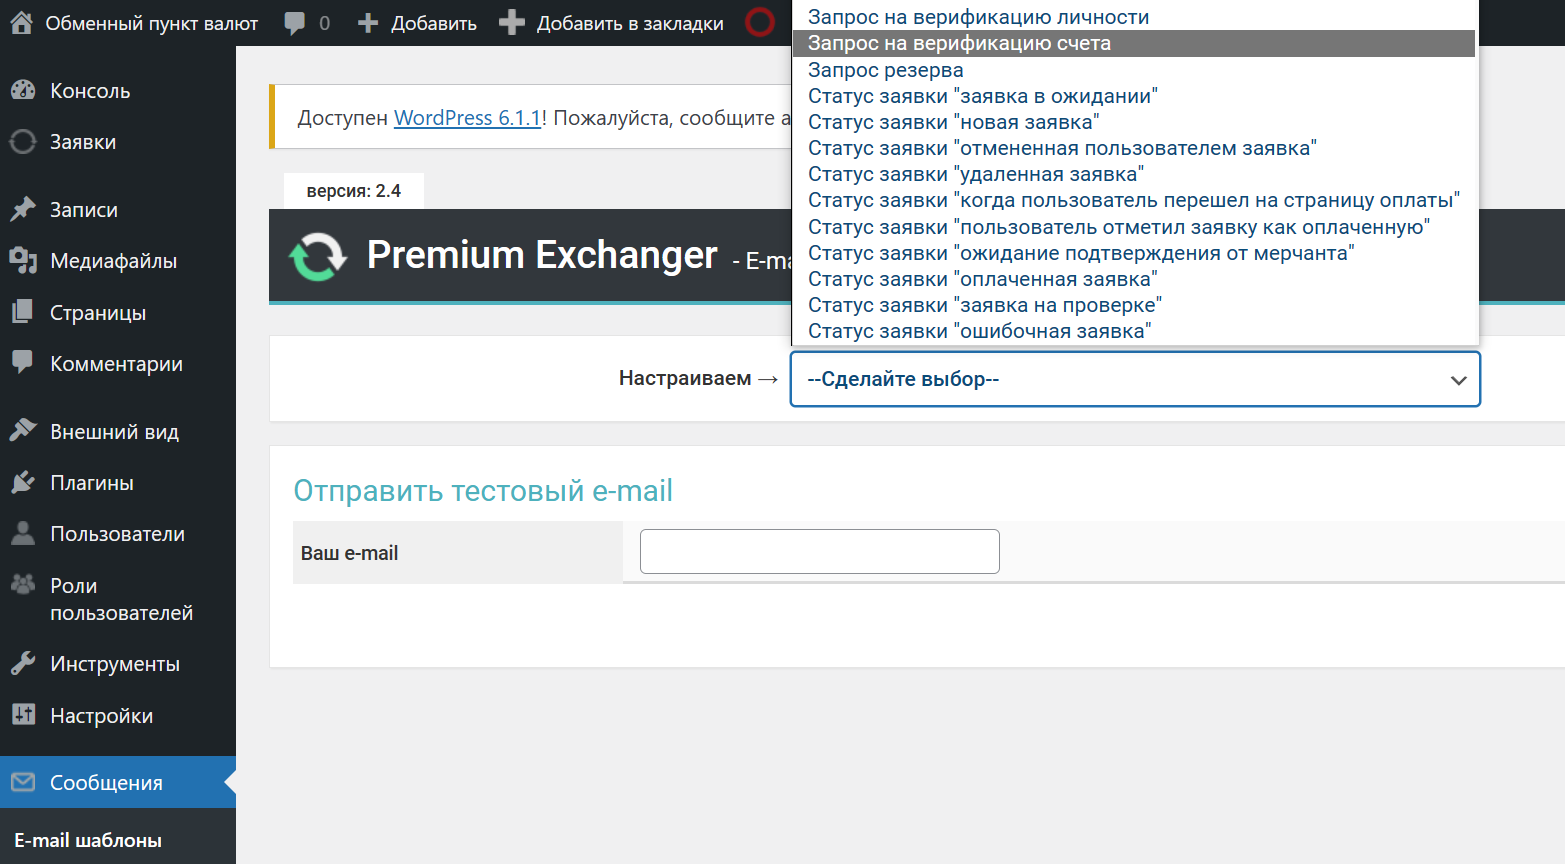 Обменный пункт валют
0
Добавить
Добавить в закладки
Консоль
Заявки
Записи
Медиафайлы
Страницы
Комментарии
Внешний вид
Плагины
Пользователи
Роли
пользователей
Инструменты
Настройки
Сообщения
E-mail шаблоны
Доступен WordPress 6.1.1! Пожалуйста, сообщите
версия: 2.4
Premium Exchanger
Запрос на верификацию личности
Запрос на верификацию счета
Запрос резерва
Статус заявки "заявка в ожидании"
Статус заявки "новая заявка"
Статус заявки "отмененная пользователем заявка"
Статус заявки "удаленная заявка"
Статус заявки "когда пользователь перешел на страницу оплаты"
Статус заявки "пользователь отметил заявку как оплаченную"
Статус заявки "ожидание подтверждения от мерчанта"
Статус заявки "оплаченная заявка"
Статус заявки "заявка на проверке"
Статус заявки "ошибочная заявка"
Настраиваем → --Сделайте выбор--
Отправить тестовый e-mail
Ваш e-mail